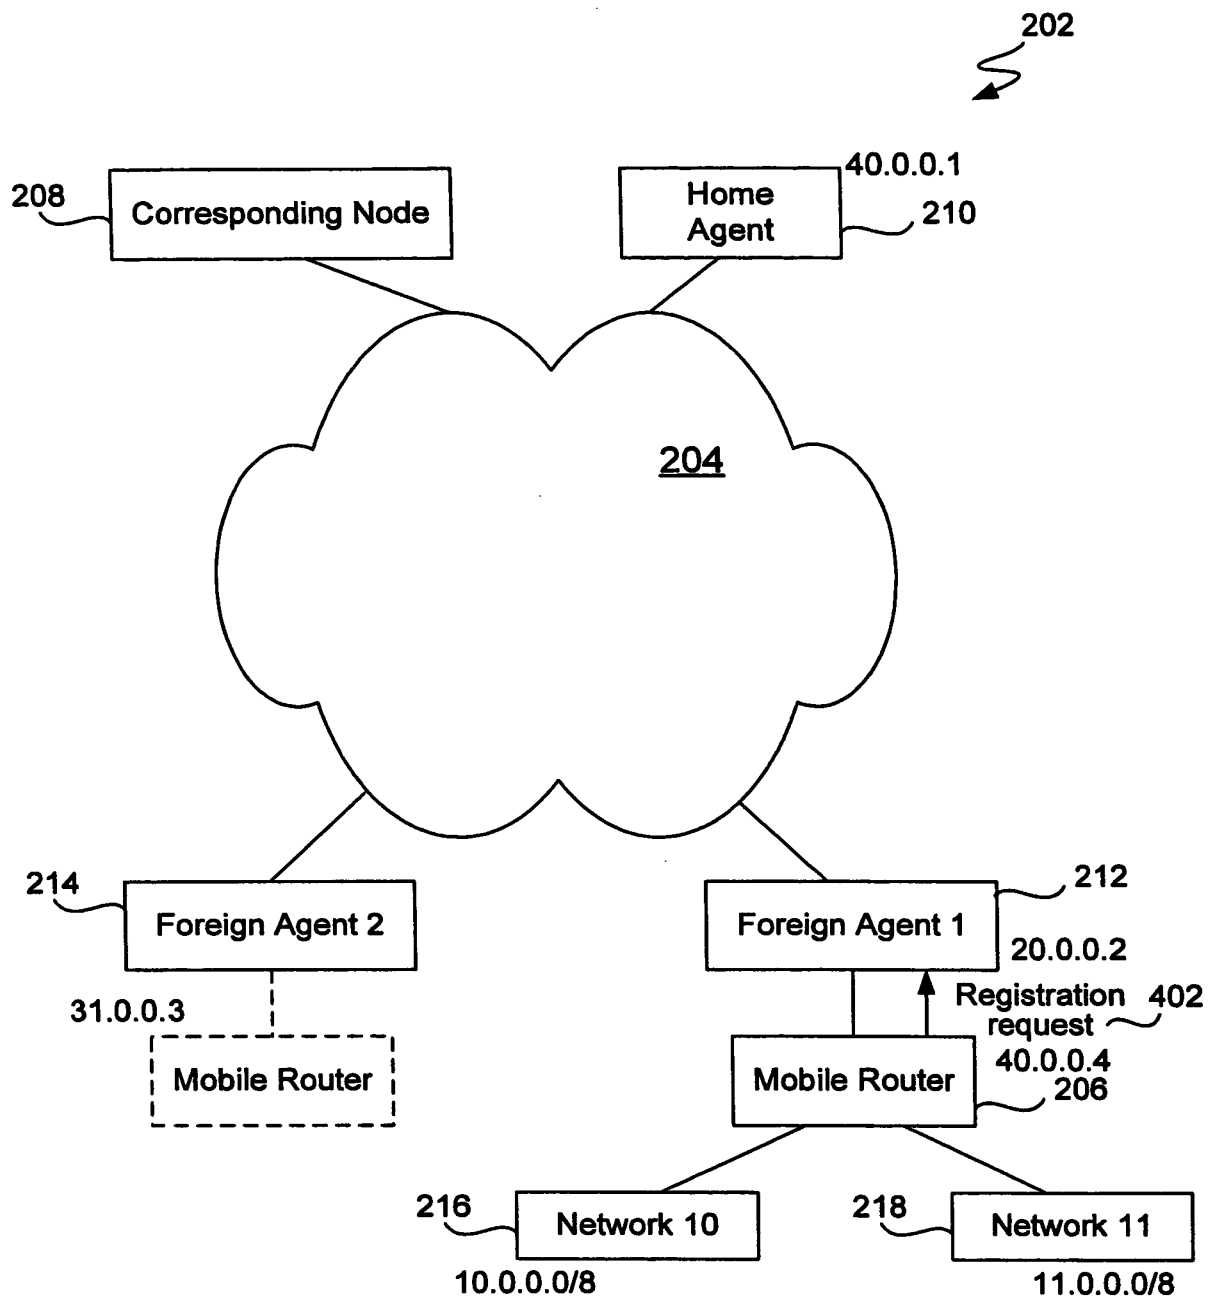 202
40.0.0.1
208
Corresponding Node
Home
Agent
210
204
214
Foreign Agent 2
Foreign Agent 1
212
20.0.0.2
31.0.0.3
Registration
request
402
Mobile Router
Mobile Router
40.0.0.4
206
216
Network 10
218
Network 11
10.0.0.0/8
11.0.0.0/8